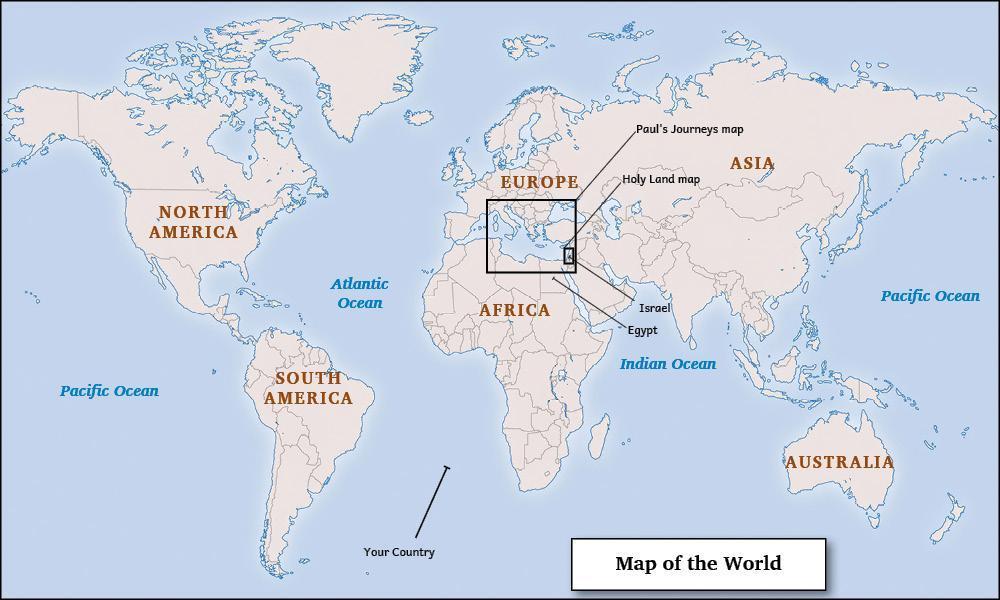 Paul's Journeys map
ASIA
Holy Land map
EUROPE
NORTH
AMERICA
Atlantic
Ocean
Pacific Ocean
AFRICA
Israel
Egypt
Indian Ocean
SOUTH
AMERICA
Pacific Ocean
AUSTRALIA
Your Country
Map of the World